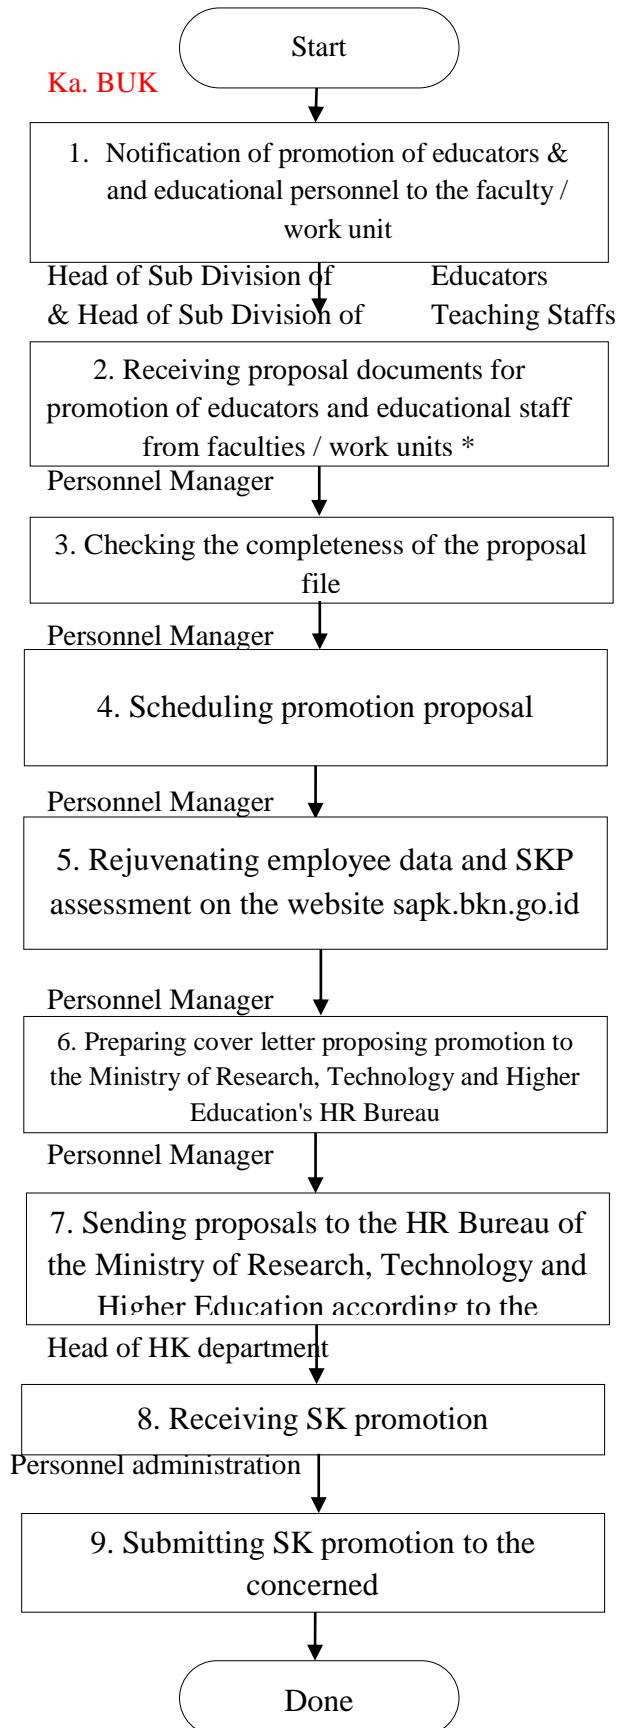 Start
Ka. BUK
1. Notification of promotion of educators &
and educational personnel to the faculty /
work unit
Head of Sub Division of Educators
& Head of Sub Division of Teaching Staffs
2. Receiving proposal documents for
promotion of educators and educational staff
from faculties / work units *
Personnel Manager
3. Checking the completeness of the proposal
file
Personnel Manager
4. Scheduling promotion proposal
Personnel Manager
5. Rejuvenating employee data and SKP
assessment on the website sapk.bkn.go.id
Personnel Manager
6. Preparing cover letter proposing promotion to
the Ministry of Research, Technology and Higher
Education's HR Bureau
Personnel Manager
7. Sending proposals to the HR Bureau of
the Ministry of Research, Technology and
Higher Education according to the
Head of HK department
8. Receiving SK promotion
Personnel administration
9. Submitting SK promotion to the
concerned
Done